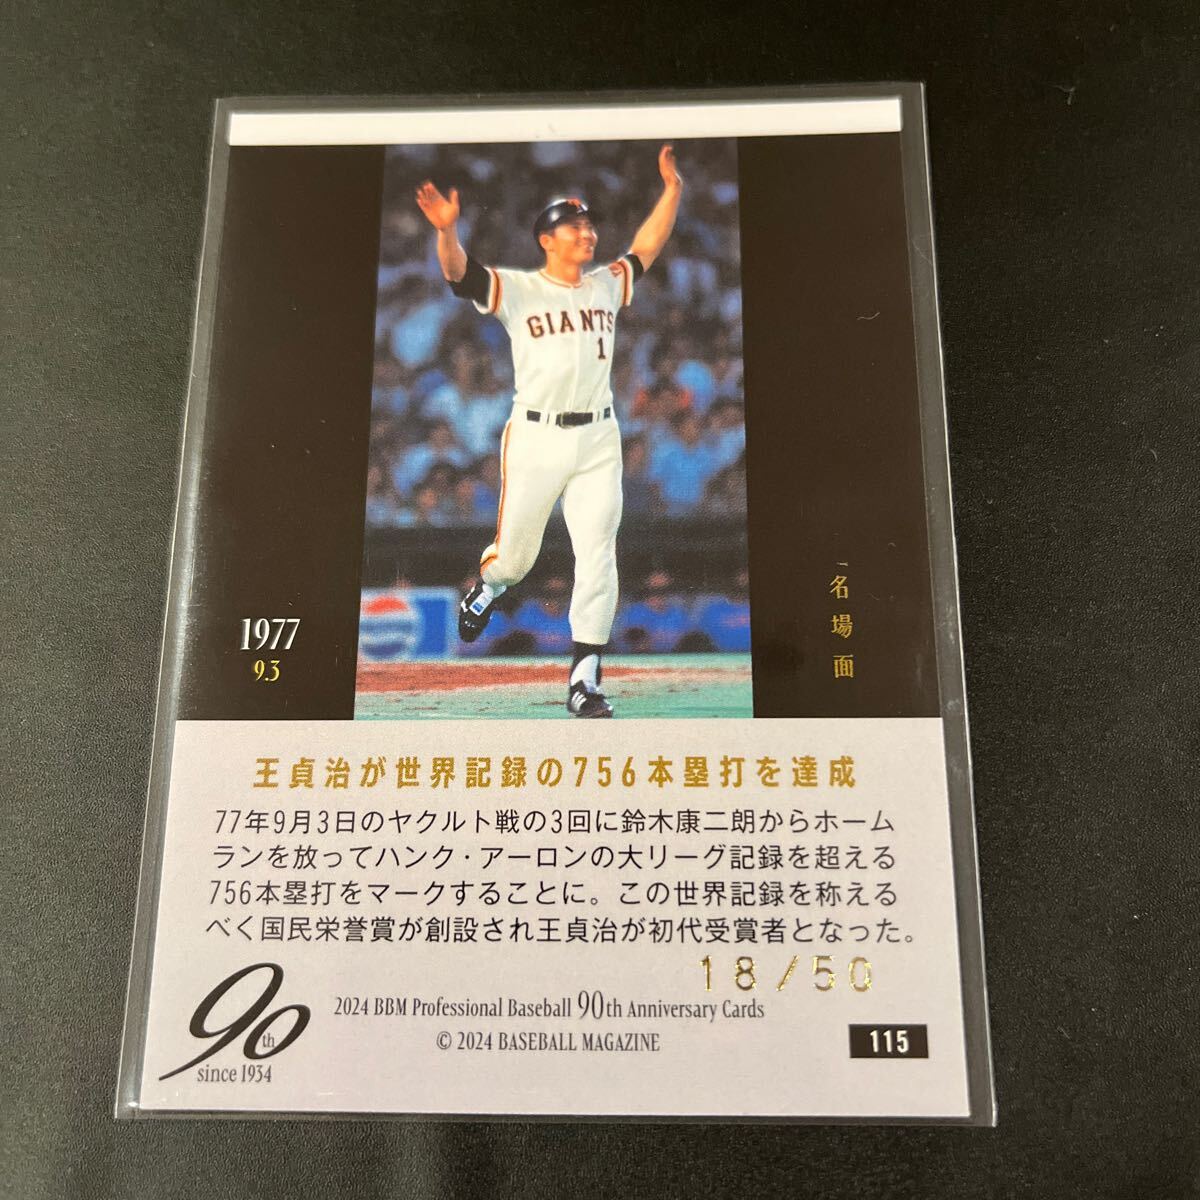 GIANTS
1
1977
9.3
名場面
王貞治が世界記録の756本塁打を達成
77年9月3日のヤクルト戦の3回に鈴木康二朗からホーム
ランを放ってハンク・アーロンの大リーグ記録を超える
756本塁打をマークすることに。この世界記録を称える
べく国民栄誉賞が創設され王貞治が初代受賞者となった。
18/50
90th
since 1934
2024 BBM Professional Baseball 90th Anniversary Cards
© 2024 BASEBALL MAGAZINE
115